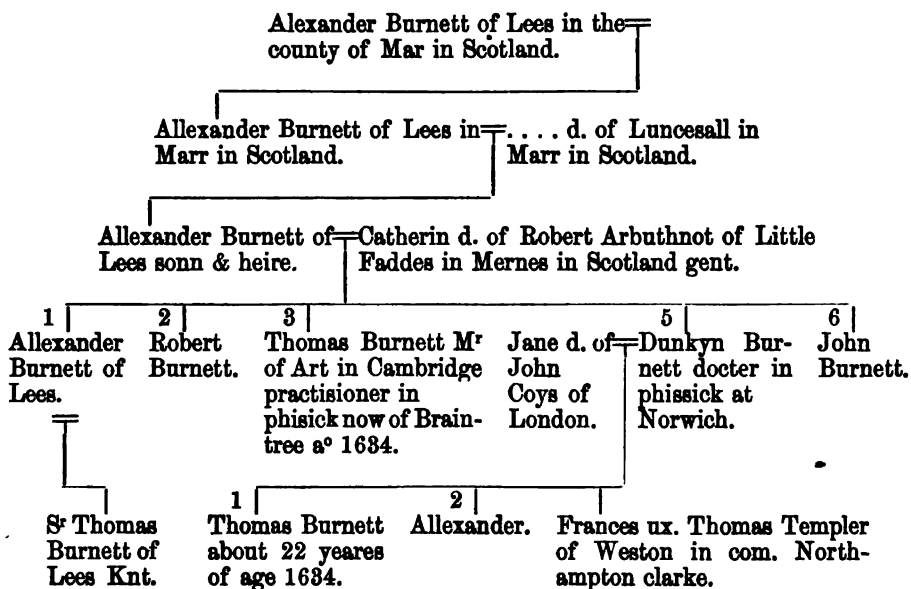 Alexander Burnett of Lees in the
county of Mar in Scotland.
Allexander Burnett of Lees in
Marr in Scotland.
. . . . d. of Luncesall in
Marr in Scotland.
Allexander Burnett of
Lees sonn & heire.
Catherin d. of Robert Arbuthnot of Little
Faddes in Mernes in Scotland gent.
1
Allexander
Burnett of
Lees.
2
Robert
Burnett.
3
Thomas Burnett Mr
of Art in Cambridge
practisioner in
phisick now of Brain-
tree ao 1634.
Jane d. of
John
Coys of
London.
5
Dunkyn Bur-
nett docter in
phissick at
Norwich.
6
John
Burnett.
Sr Thomas
Burnett of
Lees Knt.
1
Thomas Burnett
about 22 yeares
of age 1634.
2
Allexander.
Frances ux. Thomas Templer
of Weston in com. North-
ampton clarke.